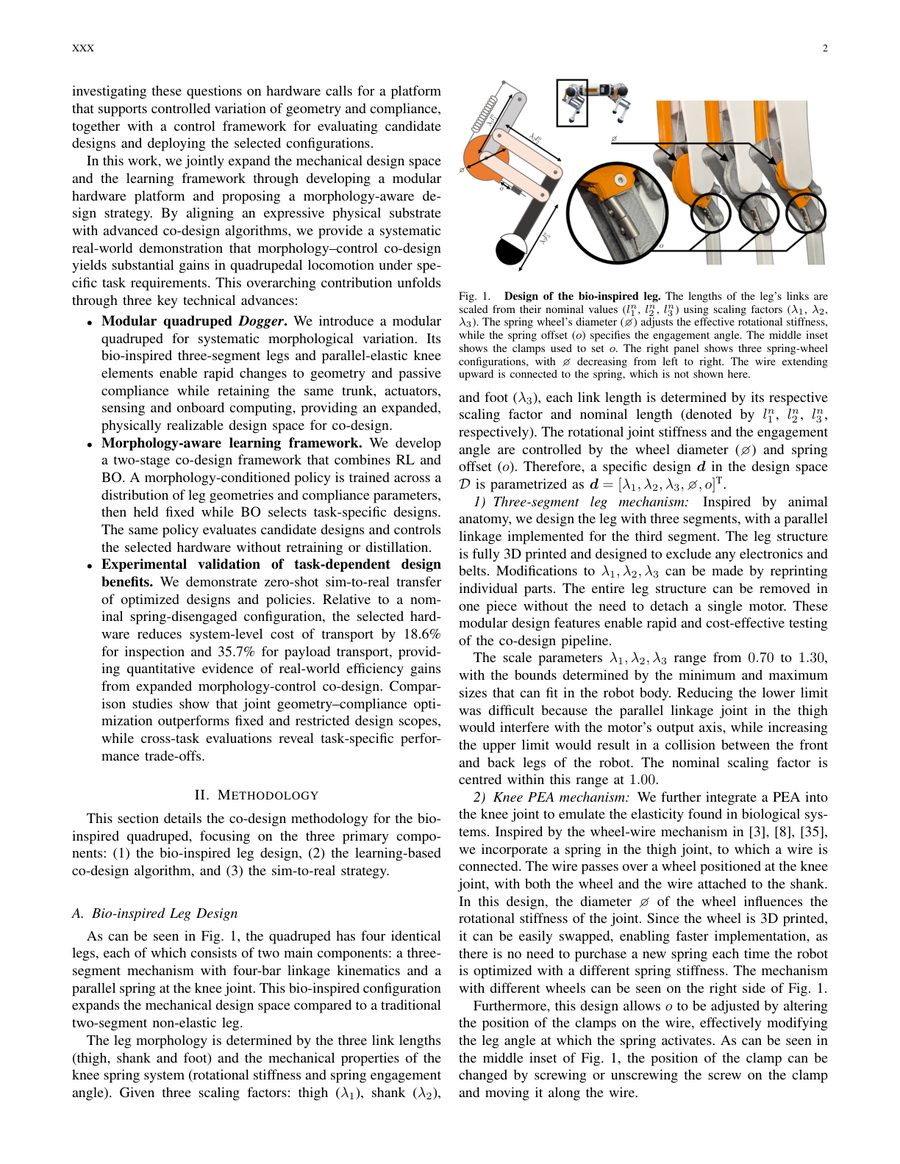 XXX
2
investigating these questions on hardware calls for a platform
that supports controlled variation of geometry and compliance,
together with a control framework for evaluating candidate
designs and deploying the selected configurations.
In this work, we jointly expand the mechanical design space
and the learning framework through developing a modular
hardware platform and proposing a morphology-aware de-
sign strategy. By aligning an expressive physical substrate
with advanced co-design algorithms, we provide a systematic
real-world demonstration that morphology–control co-design
yields substantial gains in quadrupedal locomotion under spe-
cific task requirements. This overarching contribution unfolds
through three key technical advances:
• Modular quadruped Dogger. We introduce a modular
quadruped for systematic morphological variation. Its
bio-inspired three-segment legs and parallel-elastic knee
elements enable rapid changes to geometry and passive
compliance while retaining the same trunk, actuators,
sensing and onboard computing, providing an expanded,
physically realizable design space for co-design.
• Morphology-aware learning framework. We develop
a two-stage co-design framework that combines RL and
BO. A morphology-conditioned policy is trained across a
distribution of leg geometries and compliance parameters,
then held fixed while BO selects task-specific designs.
The same policy evaluates candidate designs and controls
the selected hardware without retraining or distillation.
• Experimental validation of task-dependent design
benefits. We demonstrate zero-shot sim-to-real transfer
of optimized designs and policies. Relative to a nom-
inal spring-disengaged configuration, the selected hard-
ware reduces system-level cost of transport by 18.6%
for inspection and 35.7% for payload transport, provid-
ing quantitative evidence of real-world efficiency gains
from expanded morphology-control co-design. Compar-
ison studies show that joint geometry–compliance opti-
mization outperforms fixed and restricted design scopes,
while cross-task evaluations reveal task-specific perfor-
mance trade-offs.
II. METHODOLOGY
This section details the co-design methodology for the bio-
inspired quadruped, focusing on the three primary compo-
nents: (1) the bio-inspired leg design, (2) the learning-based
co-design algorithm, and (3) the sim-to-real strategy.
A. Bio-inspired Leg Design
As can be seen in Fig. 1, the quadruped has four identical
legs, each of which consists of two main components: a three-
segment mechanism with four-bar linkage kinematics and a
parallel spring at the knee joint. This bio-inspired configuration
expands the mechanical design space compared to a traditional
two-segment non-elastic leg.
The leg morphology is determined by the three link lengths
(thigh, shank and foot) and the mechanical properties of the
knee spring system (rotational stiffness and spring engagement
angle). Given three scaling factors: thigh (λ₁), shank (λ₂),
λ₁l₁ⁿ
λ₂l₂ⁿ
⌀
o
λ₃l₃ⁿ
⌀
o
Fig. 1. Design of the bio-inspired leg. The lengths of the leg's links are
scaled from their nominal values (l₁ⁿ, l₂ⁿ, l₃ⁿ) using scaling factors (λ₁, λ₂,
λ₃). The spring wheel's diameter (⌀) adjusts the effective rotational stiffness,
while the spring offset (o) specifies the engagement angle. The middle inset
shows the clamps used to set o. The right panel shows three spring-wheel
configurations, with ⌀ decreasing from left to right. The wire extending
upward is connected to the spring, which is not shown here.
and foot (λ₃), each link length is determined by its respective
scaling factor and nominal length (denoted by l₁ⁿ, l₂ⁿ, l₃ⁿ,
respectively). The rotational joint stiffness and the engagement
angle are controlled by the wheel diameter (⌀) and spring
offset (o). Therefore, a specific design d in the design space
𝒟 is parametrized as d = [λ₁, λ₂, λ₃, ⌀, o]ᵀ.
1) Three-segment leg mechanism: Inspired by animal
anatomy, we design the leg with three segments, with a parallel
linkage implemented for the third segment. The leg structure
is fully 3D printed and designed to exclude any electronics and
belts. Modifications to λ₁, λ₂, λ₃ can be made by reprinting
individual parts. The entire leg structure can be removed in
one piece without the need to detach a single motor. These
modular design features enable rapid and cost-effective testing
of the co-design pipeline.
The scale parameters λ₁, λ₂, λ₃ range from 0.70 to 1.30,
with the bounds determined by the minimum and maximum
sizes that can fit in the robot body. Reducing the lower limit
was difficult because the parallel linkage joint in the thigh
would interfere with the motor's output axis, while increasing
the upper limit would result in a collision between the front
and back legs of the robot. The nominal scaling factor is
centred within this range at 1.00.
2) Knee PEA mechanism: We further integrate a PEA into
the knee joint to emulate the elasticity found in biological sys-
tems. Inspired by the wheel-wire mechanism in [3], [8], [35],
we incorporate a spring in the thigh joint, to which a wire is
connected. The wire passes over a wheel positioned at the knee
joint, with both the wheel and the wire attached to the shank.
In this design, the diameter ⌀ of the wheel influences the
rotational stiffness of the joint. Since the wheel is 3D printed,
it can be easily swapped, enabling faster implementation, as
there is no need to purchase a new spring each time the robot
is optimized with a different spring stiffness. The mechanism
with different wheels can be seen on the right side of Fig. 1.
Furthermore, this design allows o to be adjusted by altering
the position of the clamps on the wire, effectively modifying
the leg angle at which the spring activates. As can be seen in
the middle inset of Fig. 1, the position of the clamp can be
changed by screwing or unscrewing the screw on the clamp
and moving it along the wire.